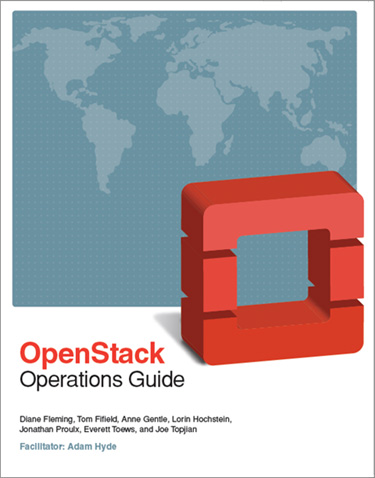 OpenStack
Operations Guide
Diane Fleming, Tom Fifield, Anne Gentle, Lorin Hochstein,
Jonathan Proulx, Everett Toews, and Joe Topjian
Facilitator: Adam Hyde